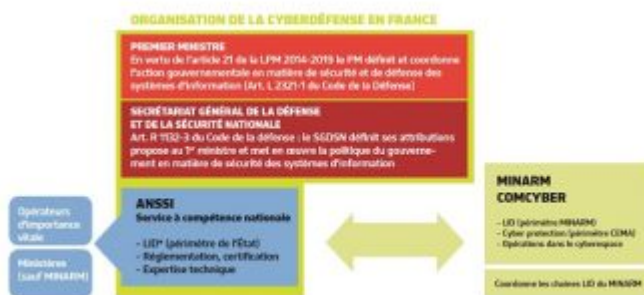 ORGANISATION DE LA CYBERDÉFENSE EN FRANCE
PREMIER MINISTRE
En vertu de l'article 21 de la LPM 2014-2019 le PM définit et coordonne
l'action gouvernementale en matière de sécurité et de défense des
systèmes d'information (Art. L 2321-1 du Code de la Défense)
SECRÉTARIAT GÉNÉRAL DE LA DÉFENSE
ET DE LA SÉCURITÉ NATIONALE
Art. R 1132-3 du Code de la défense : le SGDSN définit ses attributions
propose au 1er ministre et met en œuvre la politique du gouverne-
ment en matière de sécurité des systèmes d'information
Opérateurs
d'importance
vitale
Ministères
(sauf MINARM)
ANSSI
Service à compétence nationale
- LID* (périmètre de l'État)
- Réglementation, certification
- Expertise technique
MINARM
COMCYBER
- LID (périmètre MINARM)
- Cyber protection (périmètre CEMA)
- Opérations dans le cyberespace
Coordonne les chaînes LID du MINARM